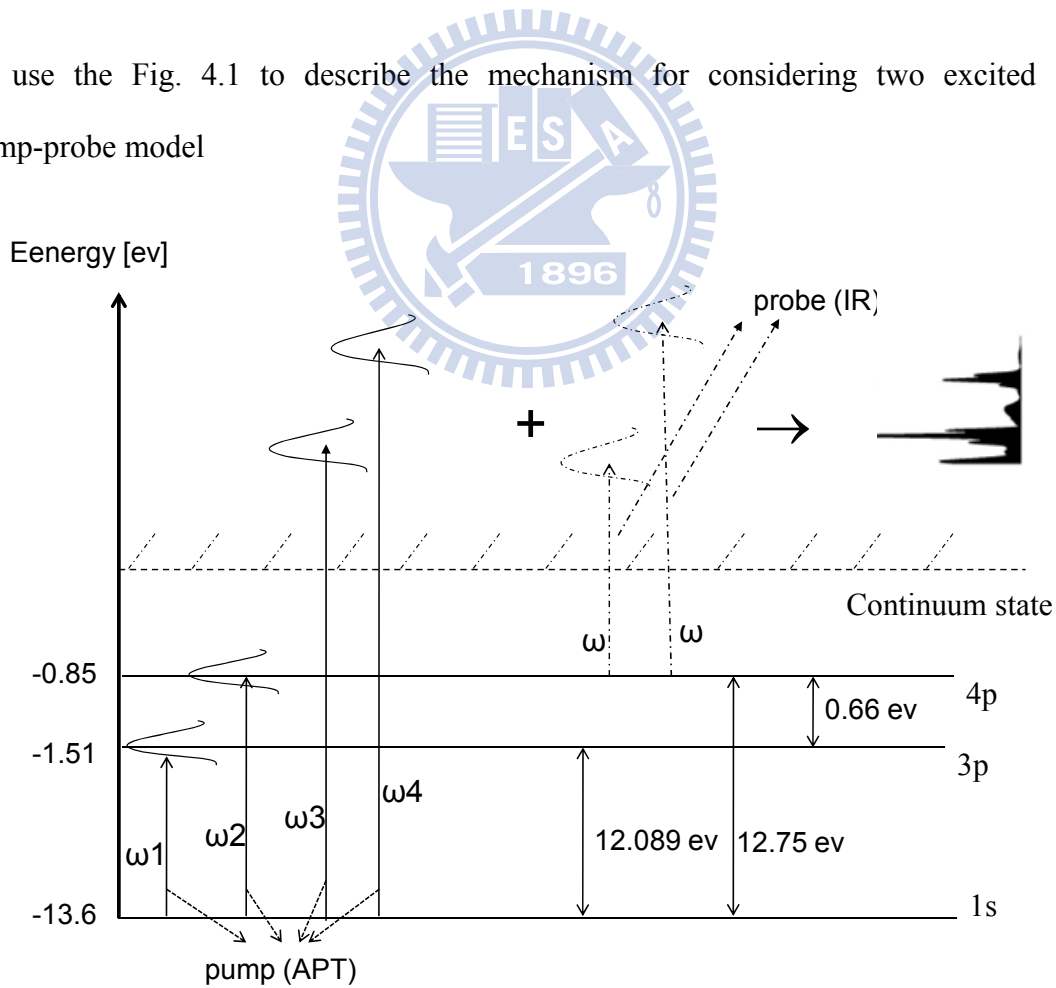 use the Fig. 4.1 to describe the mechanism for considering two excited
mp-probe model
E S A
1896
Eenergy [ev]
probe (IR)
+
→
Continuum state
ω
ω
-0.85
4p
0.66 ev
-1.51
3p
ω1
ω2
ω3
ω4
12.089 ev
12.75 ev
-13.6
1s
pump (APT)